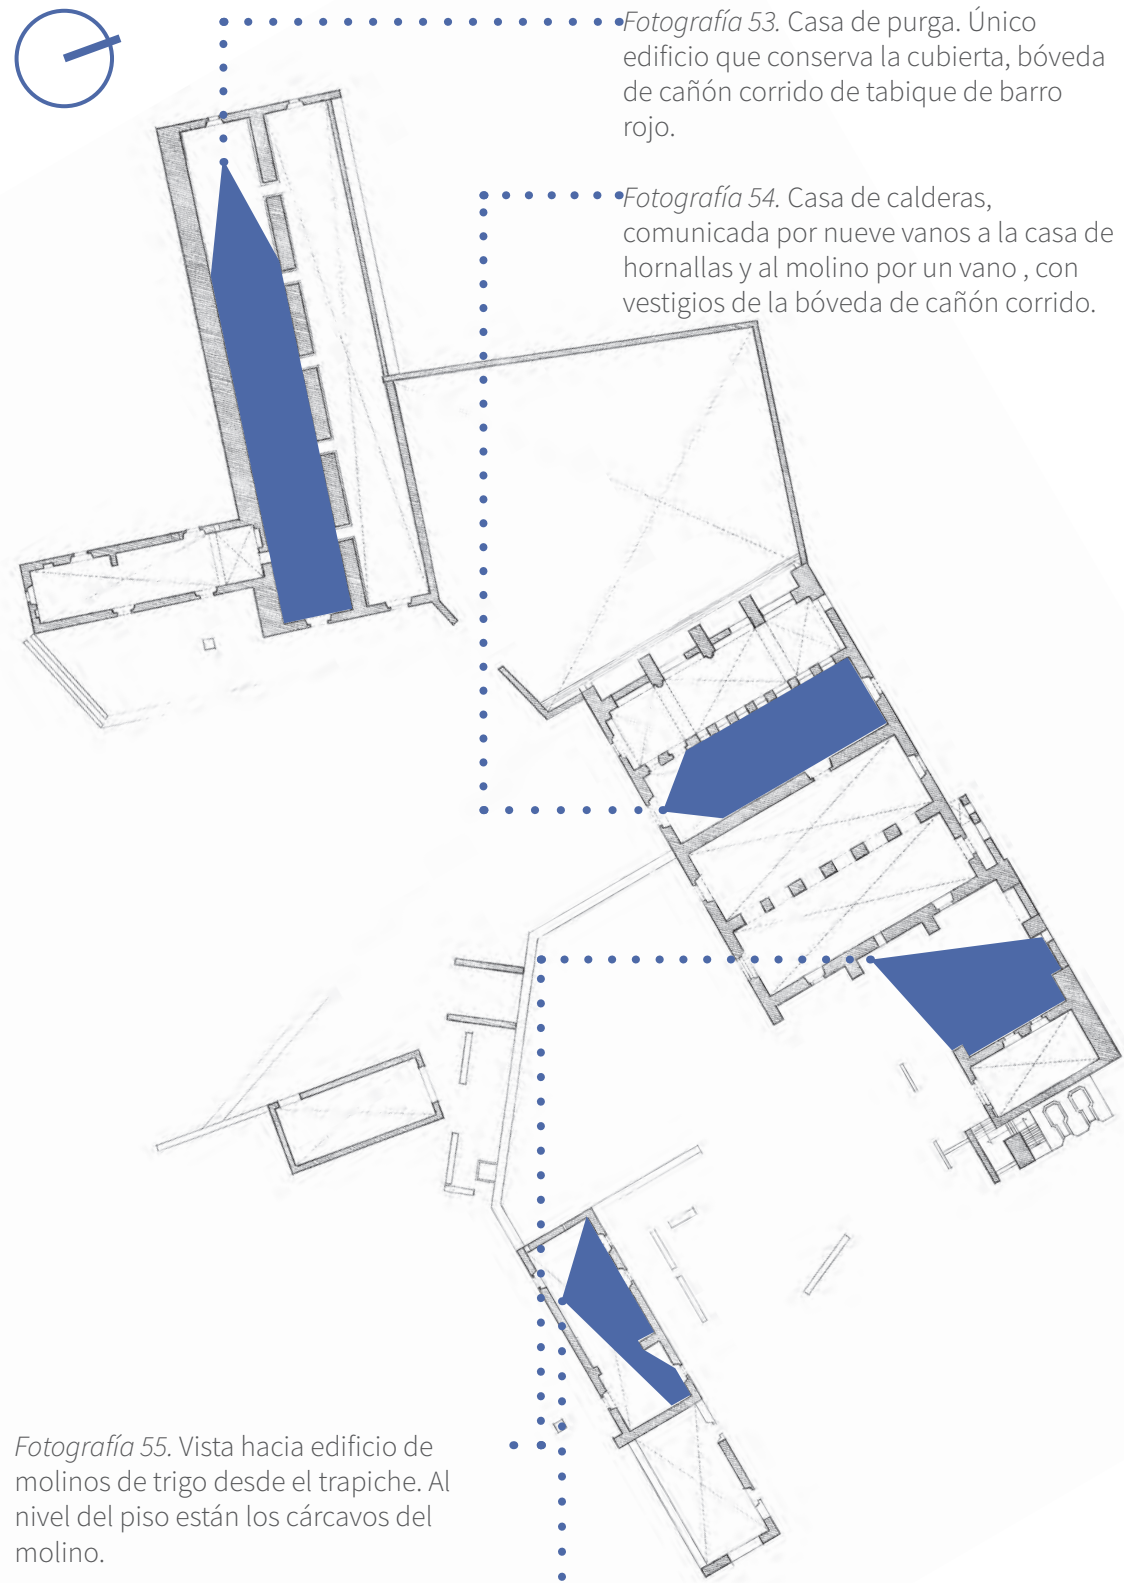 Fotografía 53. Casa de purga. Único
edificio que conserva la cubierta, bóveda
de cañón corrido de tabique de barro
rojo.
Fotografía 54. Casa de calderas,
comunicada por nueve vanos a la casa de
hornallas y al molino por un vano , con
vestigios de la bóveda de cañón corrido.
Fotografía 55. Vista hacia edificio de
molinos de trigo desde el trapiche. Al
nivel del piso están los cárcavos del
molino.